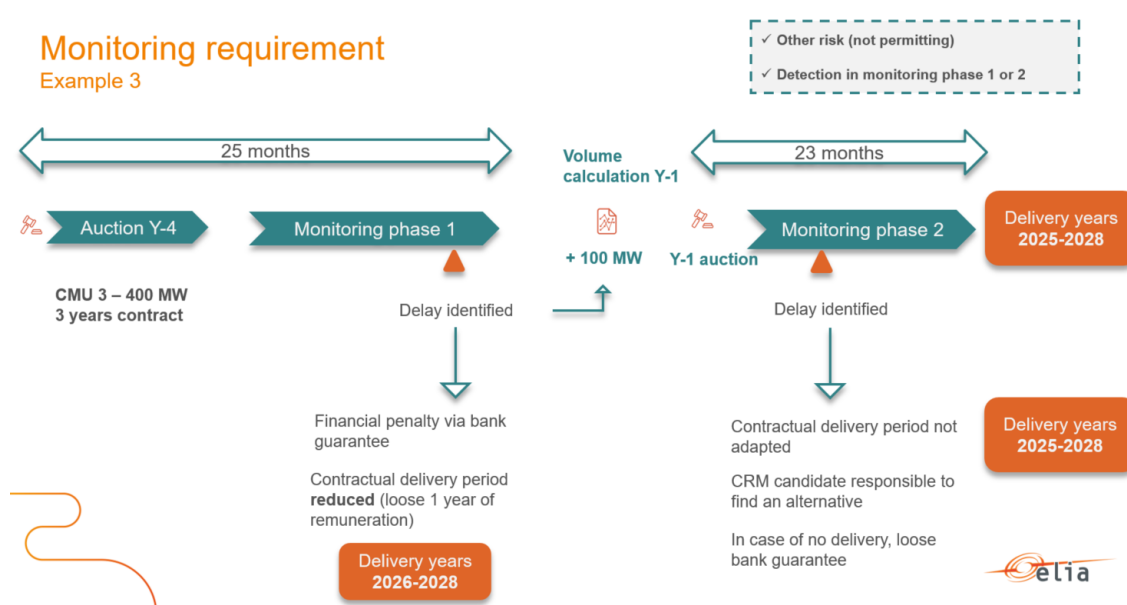 Monitoring requirement
Example 3
✓ Other risk (not permitting)
✓ Detection in monitoring phase 1 or 2
25 months
Volume
calculation Y-1
23 months
Auction Y-4
Monitoring phase 1
+ 100 MW
Y-1 auction
Monitoring phase 2
Delivery years
2025-2028
CMU 3 – 400 MW
3 years contract
Delay identified
Delay identified
Financial penalty via bank
guarantee
Contractual delivery period
reduced (loose 1 year of
remuneration)
Delivery years
2026-2028
Contractual delivery period not
adapted
CRM candidate responsible to
find an alternative
In case of no delivery, loose
bank guarantee
Delivery years
2025-2028
elia